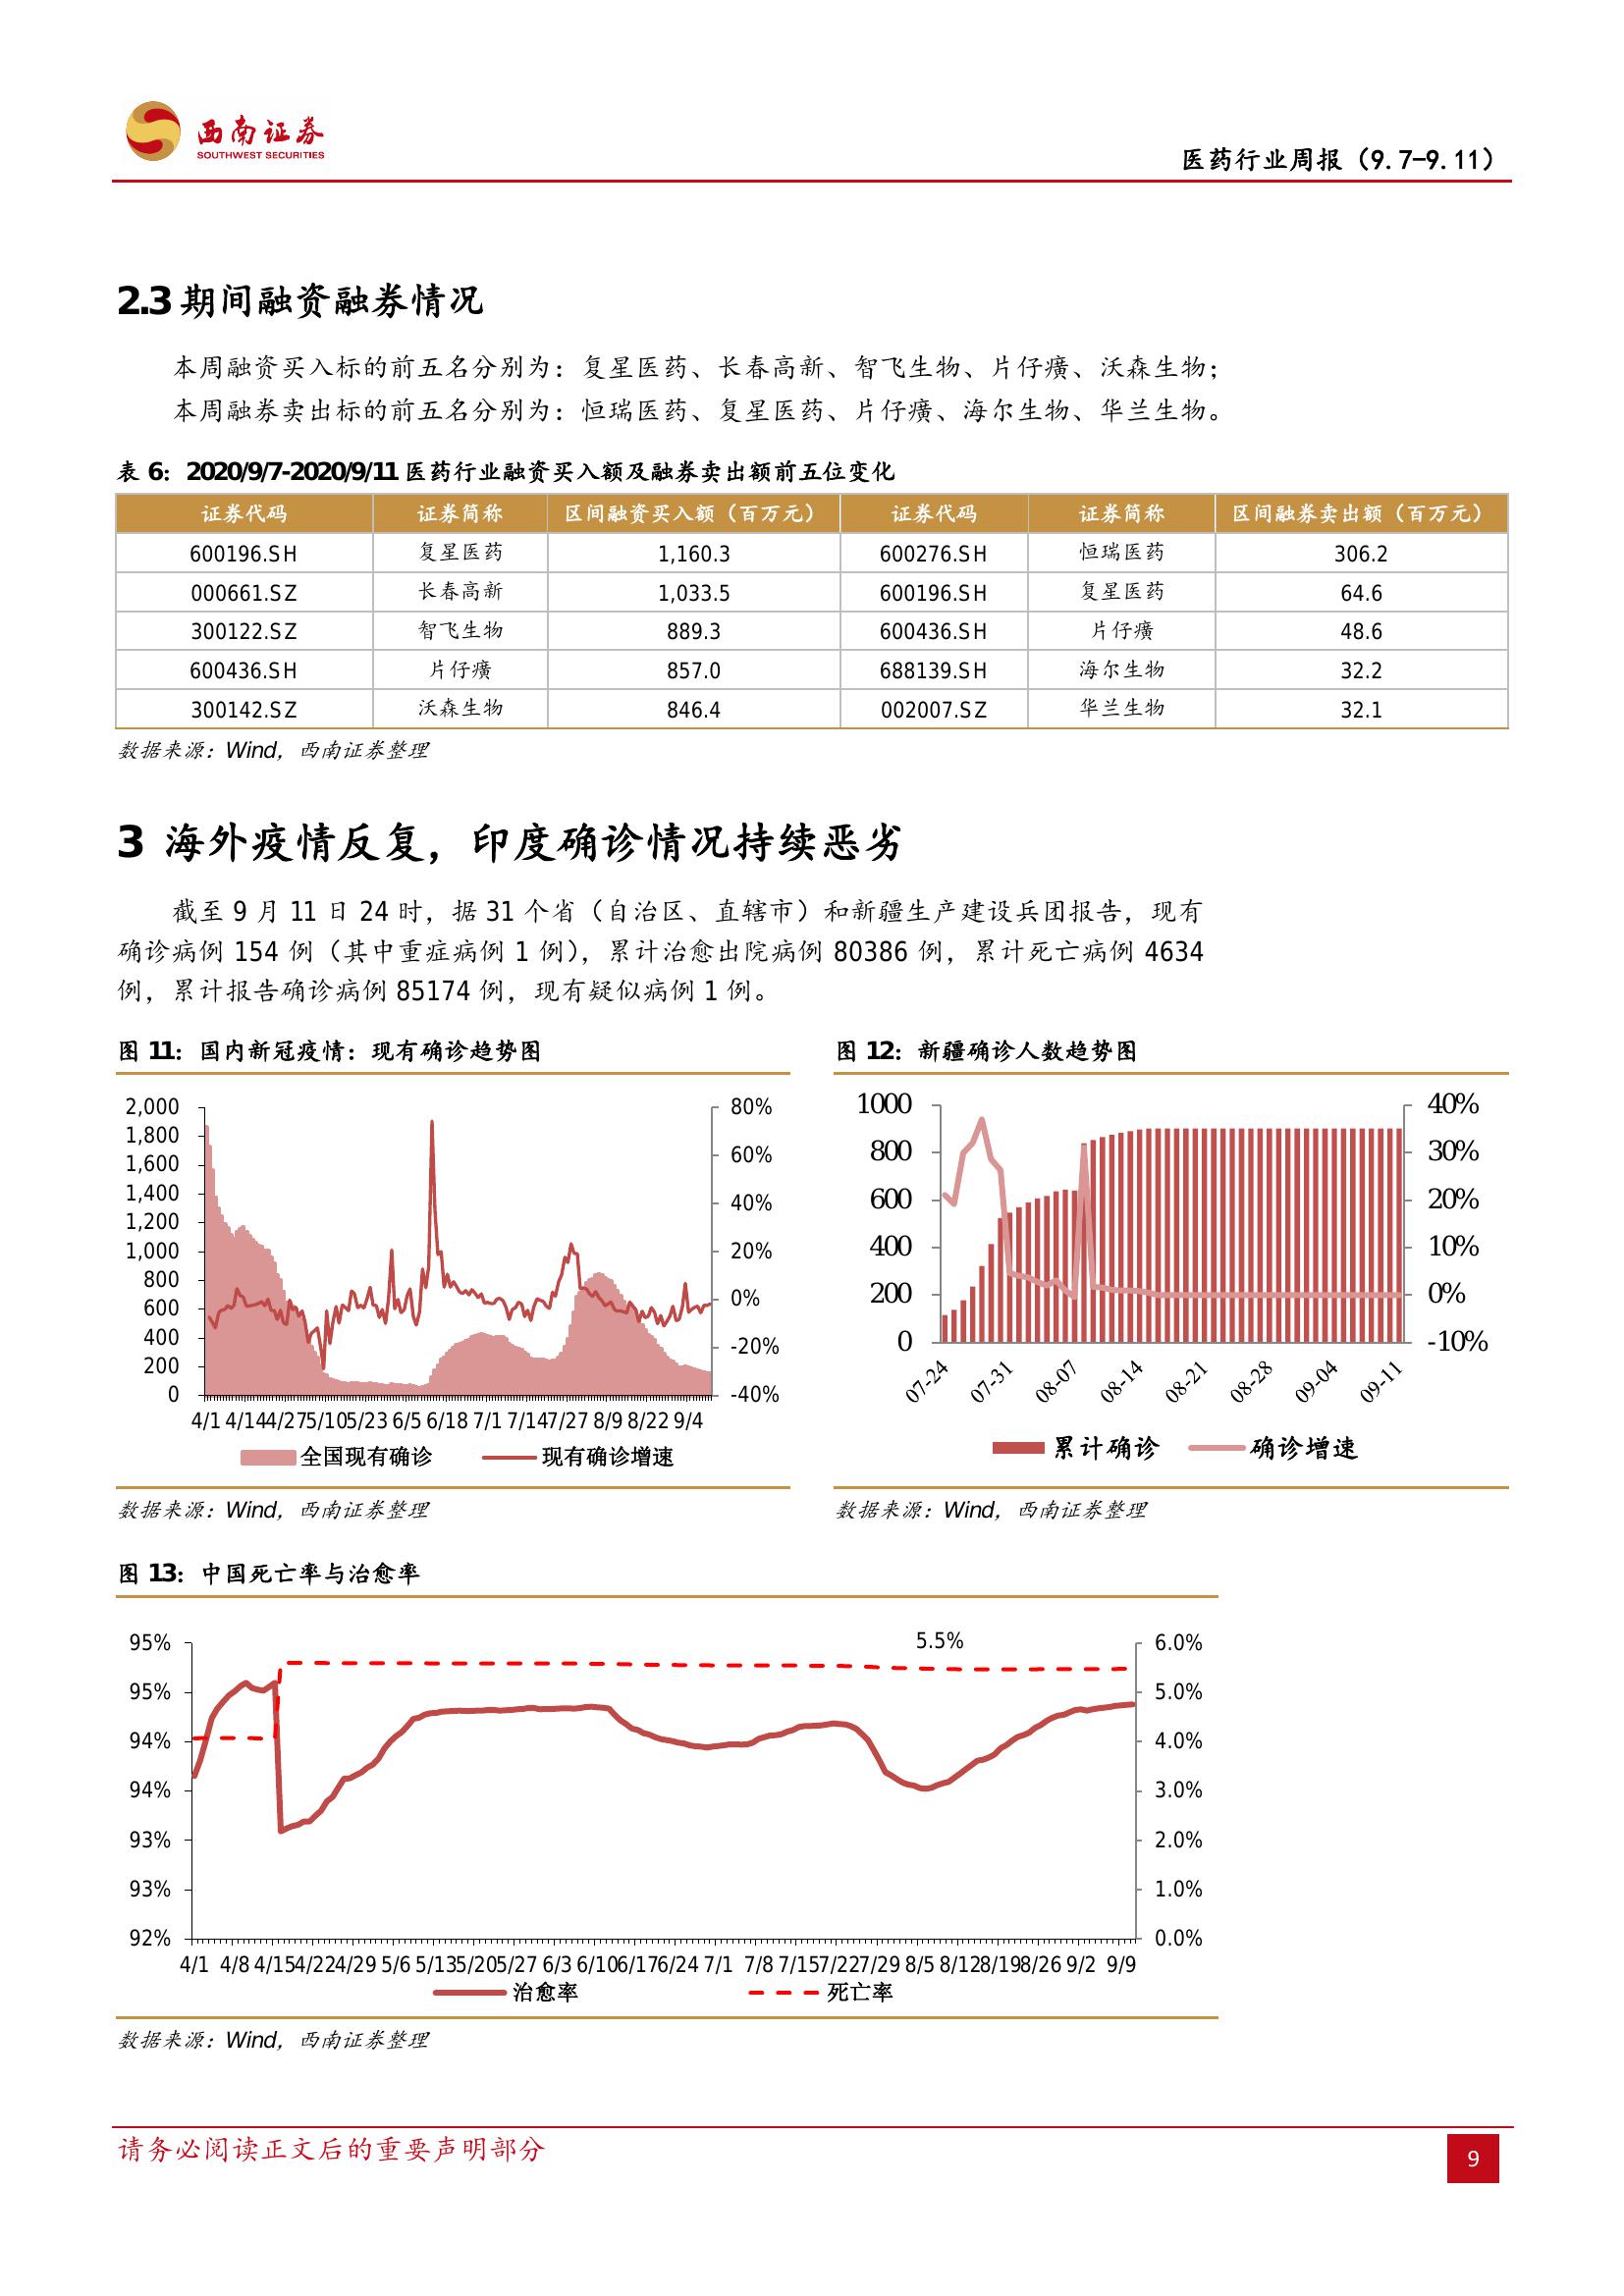 西南证券
SOUTHWEST SECURITIES
医药行业周报（9.7-9.11）
2.3 期间融资融券情况
本周融资买入标的前五名分别为：复星医药、长春高新、智飞生物、片仔癀、沃森生物；
本周融券卖出标的前五名分别为：恒瑞医药、复星医药、片仔癀、海尔生物、华兰生物。
表 6：2020/9/7-2020/9/11 医药行业融资买入额及融券卖出额前五位变化
证券代码 证券简称 区间融资买入额（百万元） 证券代码 证券简称 区间融券卖出额（百万元）
600196.SH 复星医药 1,160.3 600276.SH 恒瑞医药 306.2
000661.SZ 长春高新 1,033.5 600196.SH 复星医药 64.6
300122.SZ 智飞生物 889.3 600436.SH 片仔癀 48.6
600436.SH 片仔癀 857.0 688139.SH 海尔生物 32.2
300142.SZ 沃森生物 846.4 002007.SZ 华兰生物 32.1
数据来源：Wind，西南证券整理
3 海外疫情反复，印度确诊情况持续恶劣
截至 9 月 11 日 24 时，据 31 个省（自治区、直辖市）和新疆生产建设兵团报告，现有
确诊病例 154 例（其中重症病例 1 例），累计治愈出院病例 80386 例，累计死亡病例 4634
例，累计报告确诊病例 85174 例，现有疑似病例 1 例。
图 11：国内新冠疫情：现有确诊趋势图
2,000
1,800
1,600
1,400
1,200
1,000
800
600
400
200
0
80%
60%
40%
20%
0%
-20%
-40%
4/1 4/14 4/27 5/10 5/23 6/5 6/18 7/1 7/14 7/27 8/9 8/22 9/4
全国现有确诊 现有确诊增速
数据来源：Wind，西南证券整理
图 12：新疆确诊人数趋势图
1000
800
600
400
200
0
40%
30%
20%
10%
0%
-10%
07-24 07-31 08-07 08-14 08-21 08-28 09-04 09-11
累计确诊 确诊增速
数据来源：Wind，西南证券整理
图 13：中国死亡率与治愈率
95%
95%
94%
94%
93%
93%
92%
5.5%
6.0%
5.0%
4.0%
3.0%
2.0%
1.0%
0.0%
4/1 4/8 4/15 4/22 4/29 5/6 5/13 5/20 5/27 6/3 6/10 6/17 6/24 7/1 7/8 7/15 7/22 7/29 8/5 8/12 8/19 8/26 9/2 9/9
治愈率 死亡率
数据来源：Wind，西南证券整理
请务必阅读正文后的重要声明部分
9